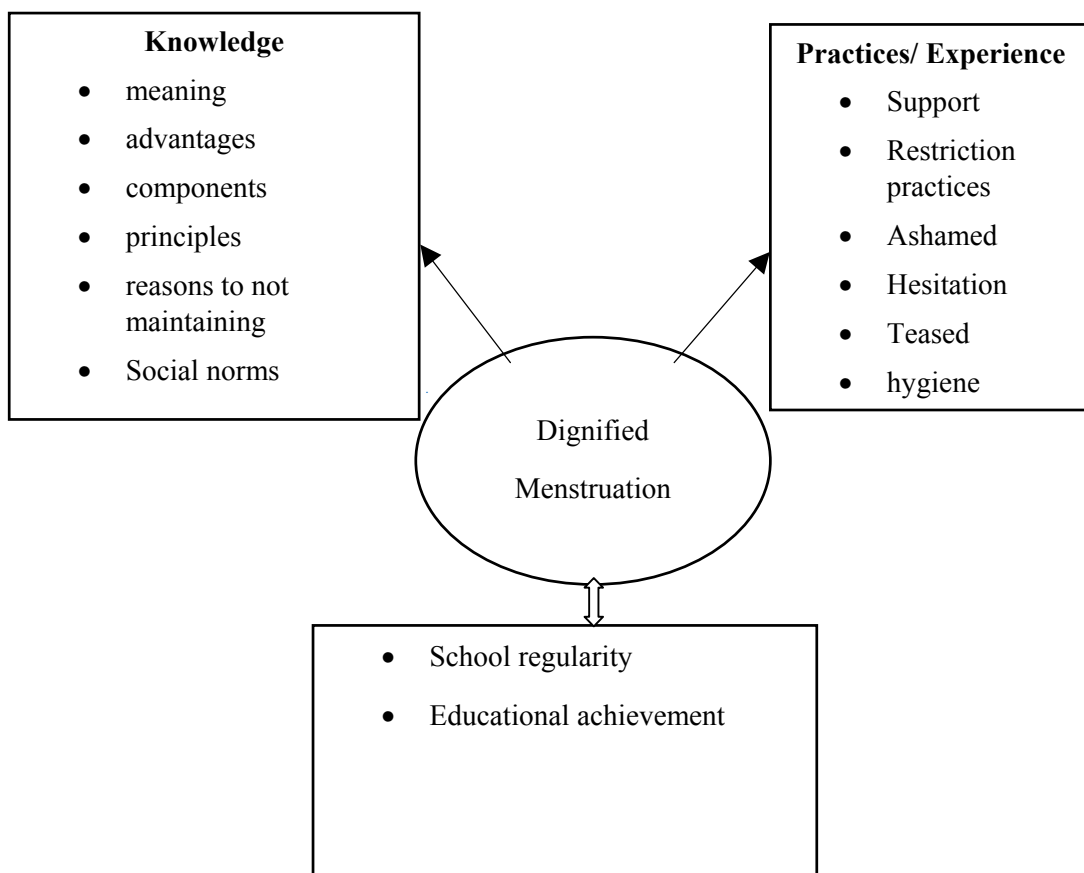 Knowledge
• meaning
• advantages
• components
• principles
• reasons to not
maintaining
• Social norms
Practices/ Experience
• Support
• Restriction
practices
• Ashamed
• Hesitation
• Teased
• hygiene
Dignified
Menstruation
• School regularity
• Educational achievement